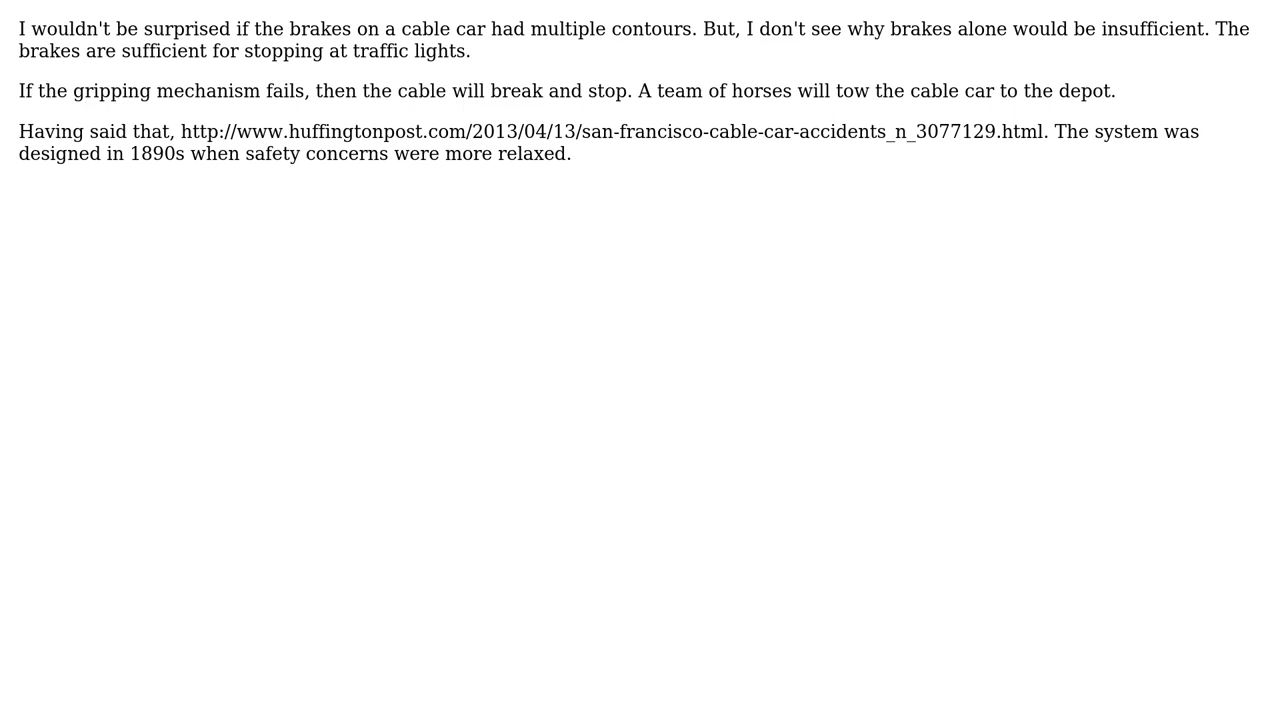 I wouldn't be surprised if the brakes on a cable car had multiple contours. But, I don't see why brakes alone would be insufficient. The
brakes are sufficient for stopping at traffic lights.
If the gripping mechanism fails, then the cable will break and stop. A team of horses will tow the cable car to the depot.
Having said that, http://www.huffingtonpost.com/2013/04/13/san-francisco-cable-car-accidents_n_3077129.html. The system was
designed in 1890s when safety concerns were more relaxed.